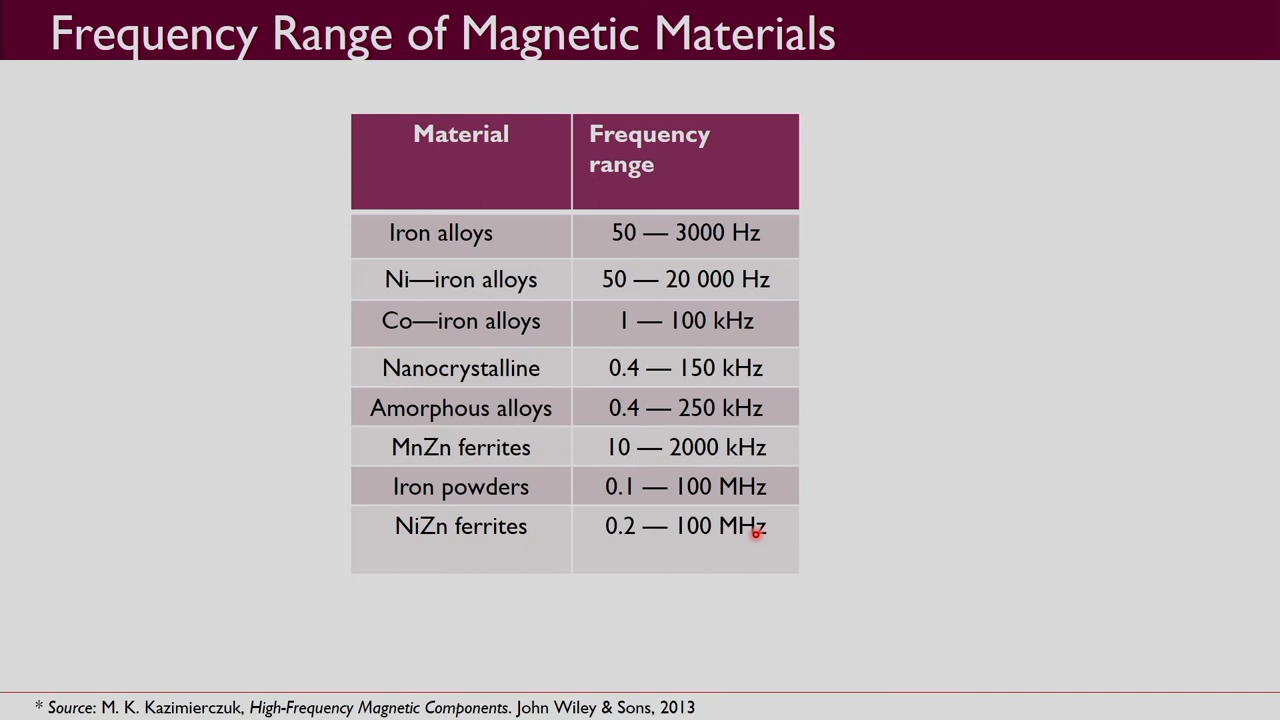 Frequency Range of Magnetic Materials
Material
Frequency
range
Iron alloys
50 — 3000 Hz
Ni—iron alloys
50 — 20 000 Hz
Co—iron alloys
1 — 100 kHz
Nanocrystalline
0.4 — 150 kHz
Amorphous alloys
0.4 — 250 kHz
MnZn ferrites
10 — 2000 kHz
Iron powders
0.1 — 100 MHz
NiZn ferrites
0.2 — 100 MHz
* Source: M. K. Kazimierczuk, High-Frequency Magnetic Components. John Wiley & Sons, 2013